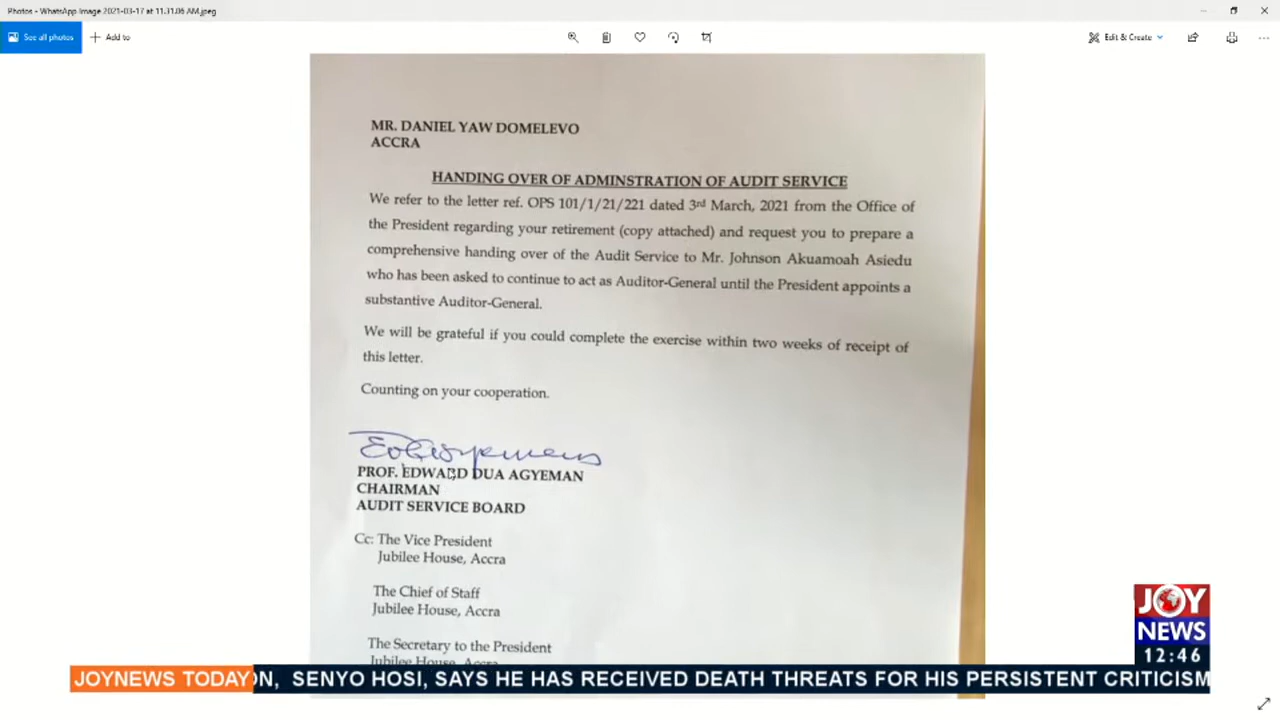 Photos - WhatsApp Image 2021-03-17 at 11.31.06 AM.jpeg
See all photos
Add to
Edit & Create
MR. DANIEL YAW DOMELEVO
ACCRA
HANDING OVER OF ADMINSTRATION OF AUDIT SERVICE
We refer to the letter ref. OPS 101/1/21/221 dated 3rd March, 2021 from the Office of
the President regarding your retirement (copy attached) and request you to prepare a
comprehensive handing over of the Audit Service to Mr. Johnson Akuamoah Asiedu
who has been asked to continue to act as Auditor-General until the President appoints a
substantive Auditor-General.
We will be grateful if you could complete the exercise within two weeks of receipt of
this letter.
Counting on your cooperation.
PROF. EDWARD DUA AGYEMAN
CHAIRMAN
AUDIT SERVICE BOARD
Cc: The Vice President
Jubilee House, Accra
The Chief of Staff
Jubilee House, Accra
The Secretary to the President
Jubilee House, Accra
JOY
NEWS
12:46
JOYNEWS TODAY
ON, SENYO HOSI, SAYS HE HAS RECEIVED DEATH THREATS FOR HIS PERSISTENT CRITICISM